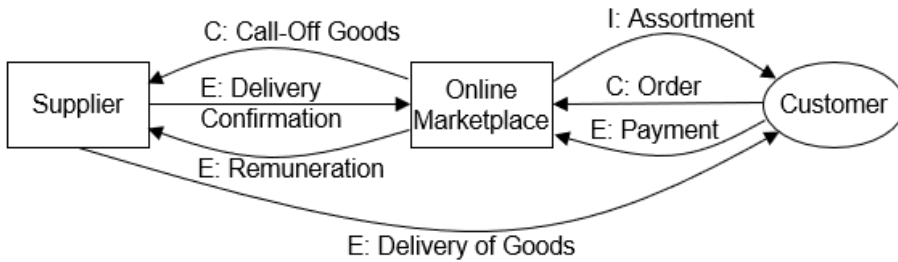 I: Assortment
C: Call-Off Goods
E: Delivery
Confirmation
Supplier
Online
Marketplace
C: Order
Customer
E: Payment
E: Remuneration
E: Delivery of Goods